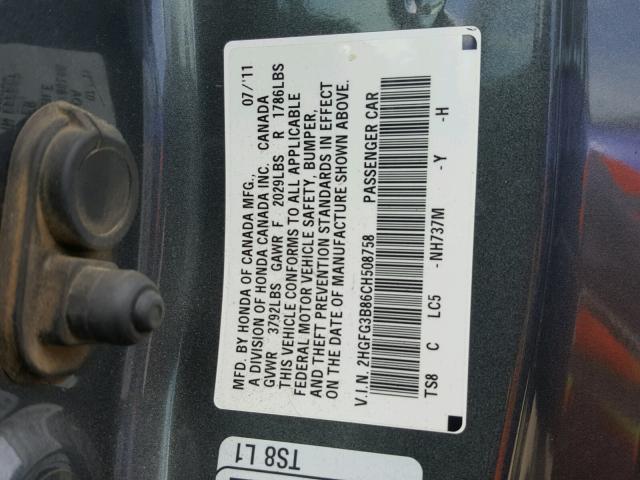 MFD. BY HONDA OF CANADA MFG., 07/'11
A DIVISION OF HONDA CANADA INC. CANADA
GVWR 3792LBS GAWR F 2029LBS R 1786LBS
THIS VEHICLE CONFORMS TO ALL APPLICABLE
FEDERAL MOTOR VEHICLE SAFETY, BUMPER,
AND THEFT PREVENTION STANDARDS IN EFFECT
ON THE DATE OF MANUFACTURE SHOWN ABOVE.
V.I.N. 2HGFG3B86CH508758 PASSENGER CAR
TS8 C LC5 -NH737M -Y -H
TS8 L1